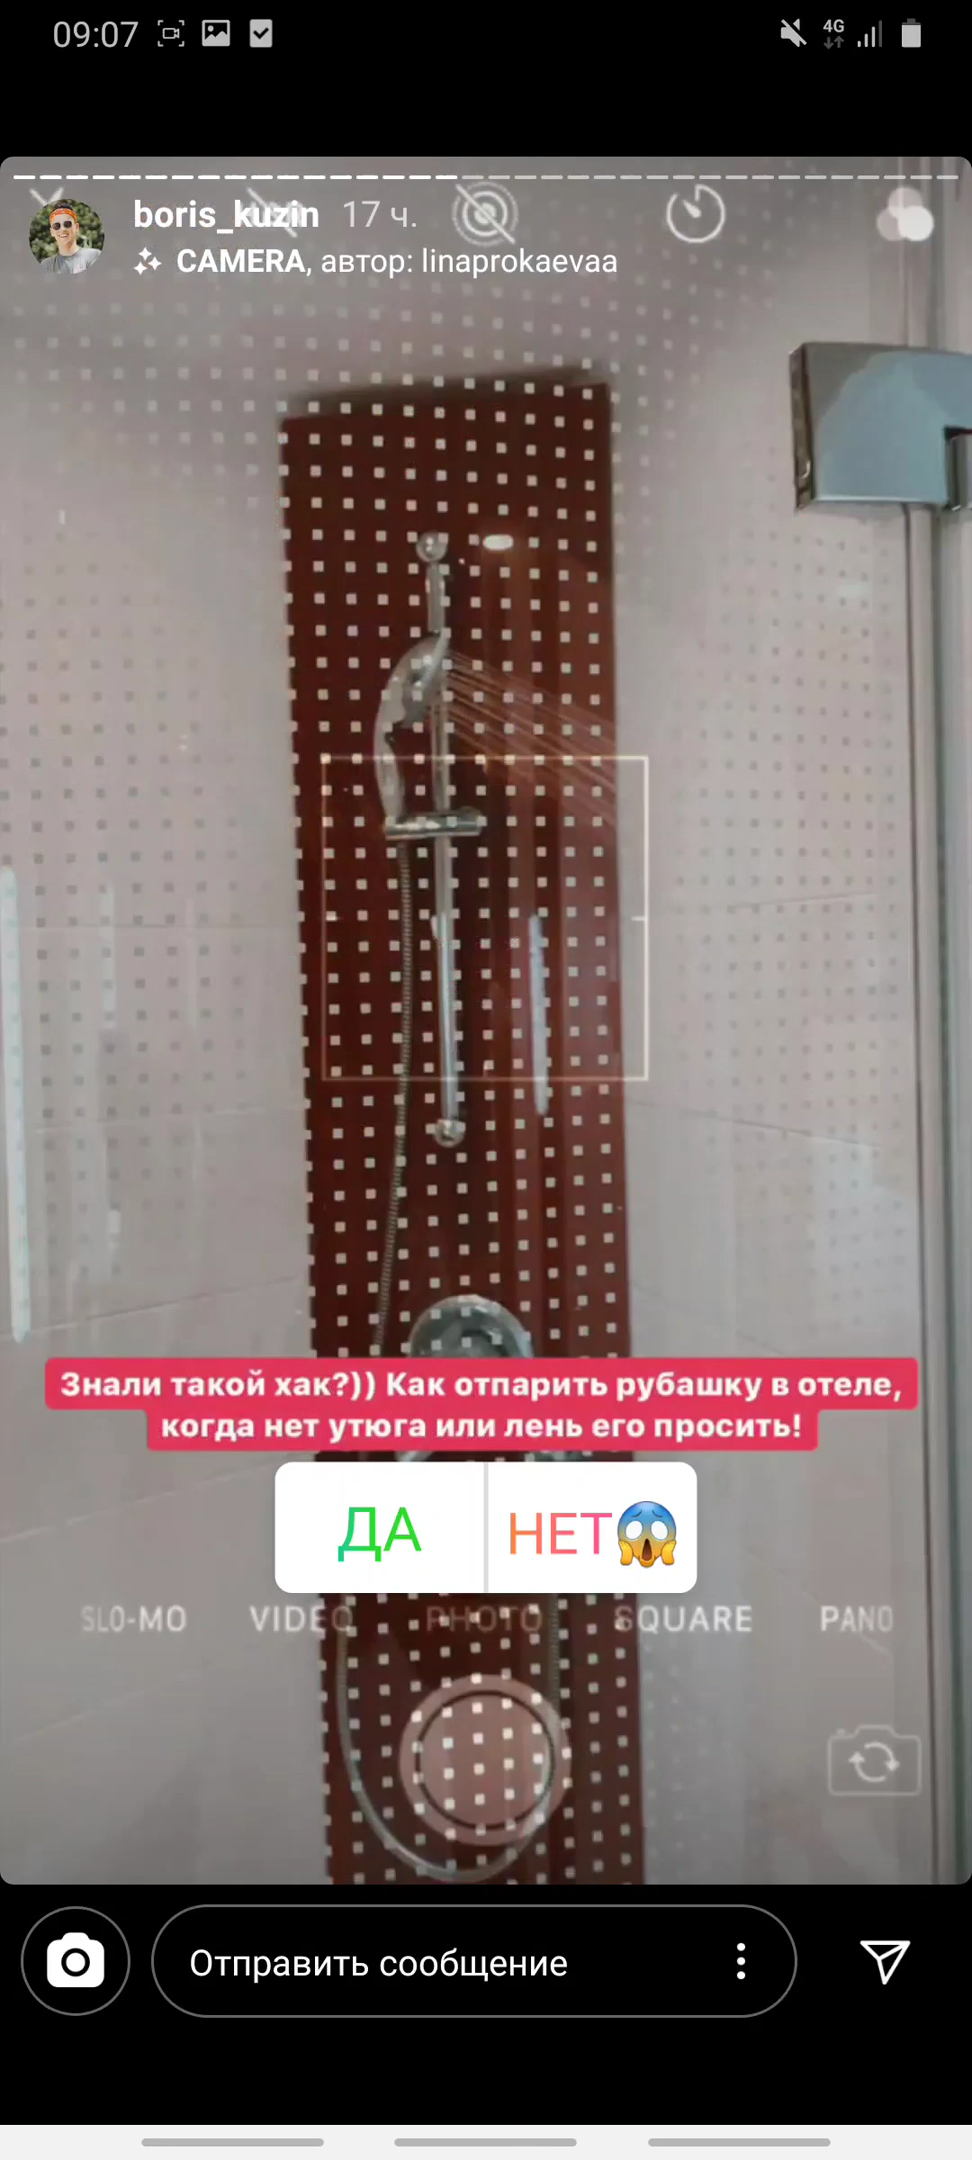 09:07
4G
boris_kuzin 17 ч.
CAMERA, автор: linaprokaevaa
Знали такой хак?)) Как отпарить рубашку в отеле,
когда нет утюга или лень его просить!
ДА НЕТ😱
SLO-MO VIDEO PHOTO SQUARE PANO
Отправить сообщение